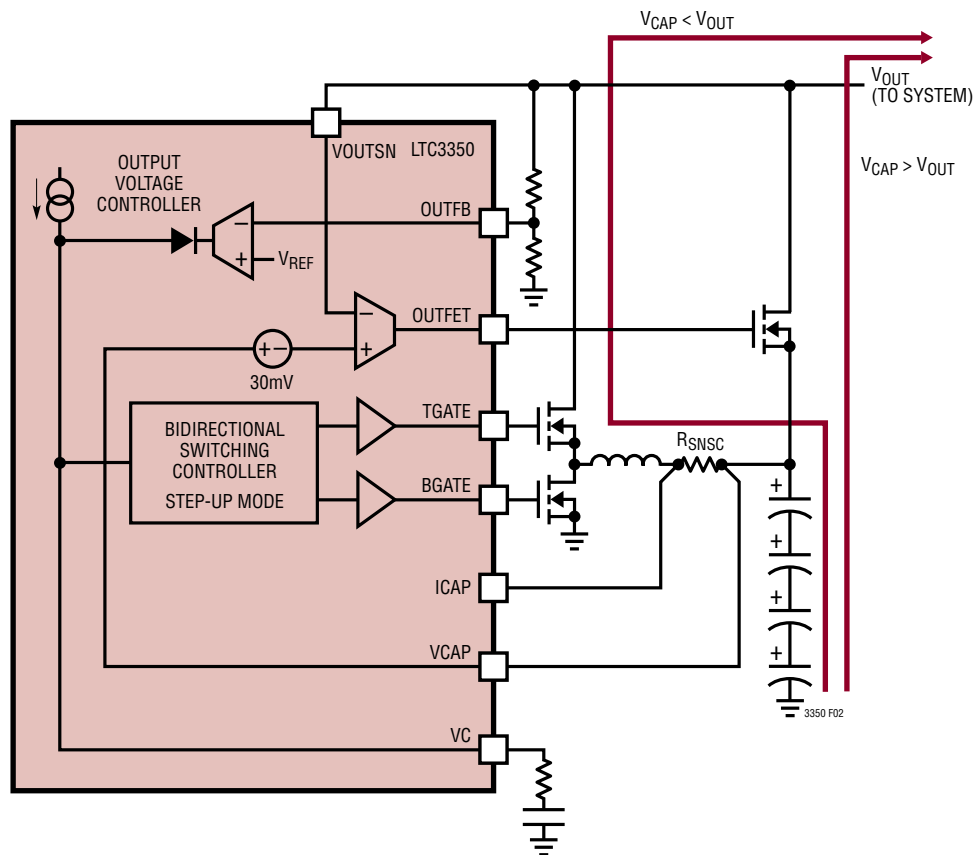 VCAP < VOUT
VOUT
(TO SYSTEM)
VCAP > VOUT
VOUTSN LTC3350
OUTPUT
VOLTAGE
CONTROLLER
OUTFB
−
+
VREF
OUTFET
−
+
+−
30mV
TGATE
BIDIRECTIONAL
SWITCHING
CONTROLLER
STEP-UP MODE
RSNSC
BGATE
+
+
+
+
ICAP
VCAP
3350 F02
VC